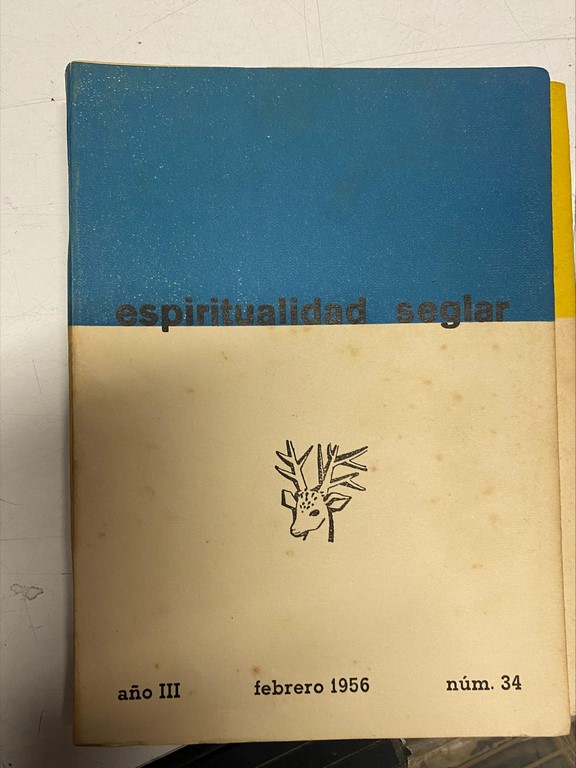 espiritualidad seglar
año III febrero 1956 núm. 34